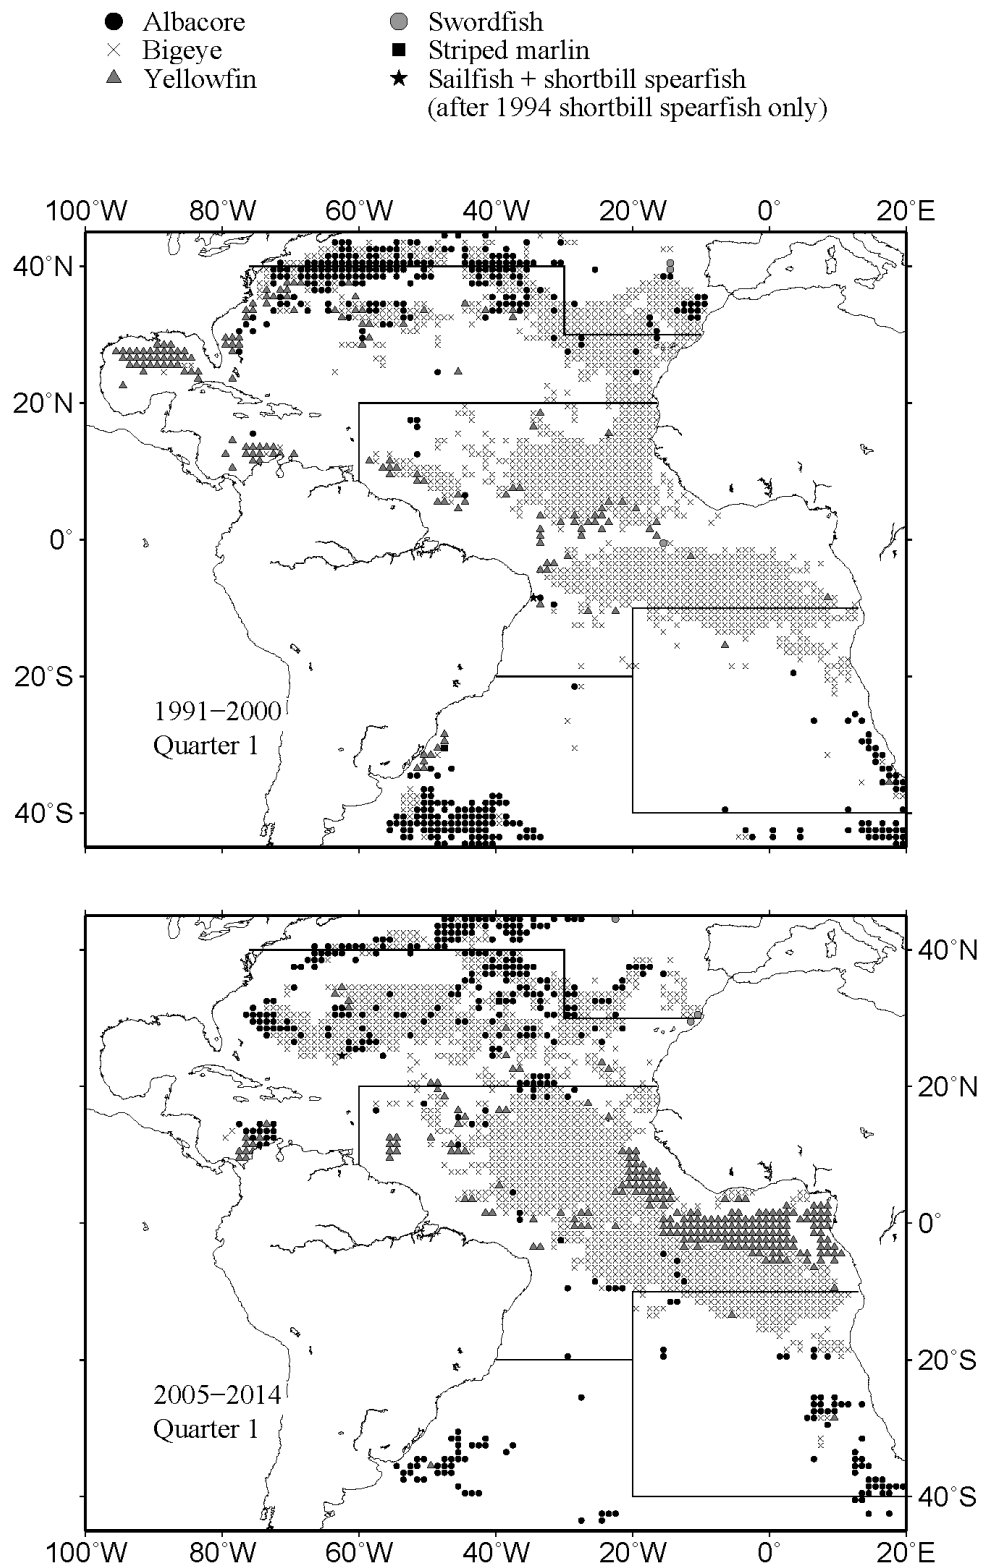 Albacore
Bigeye
Yellowfin
Swordfish
Striped marlin
Sailfish + shortbill spearfish
(after 1994 shortbill spearfish only)
100˚W 80˚W 60˚W 40˚W 20˚W 0˚ 20˚E
40˚N
20˚N
0˚
20˚S
40˚S
1991−2000
Quarter 1
40˚N
20˚N
0˚
20˚S
40˚S
2005−2014
Quarter 1
100˚W 80˚W 60˚W 40˚W 20˚W 0˚ 20˚E